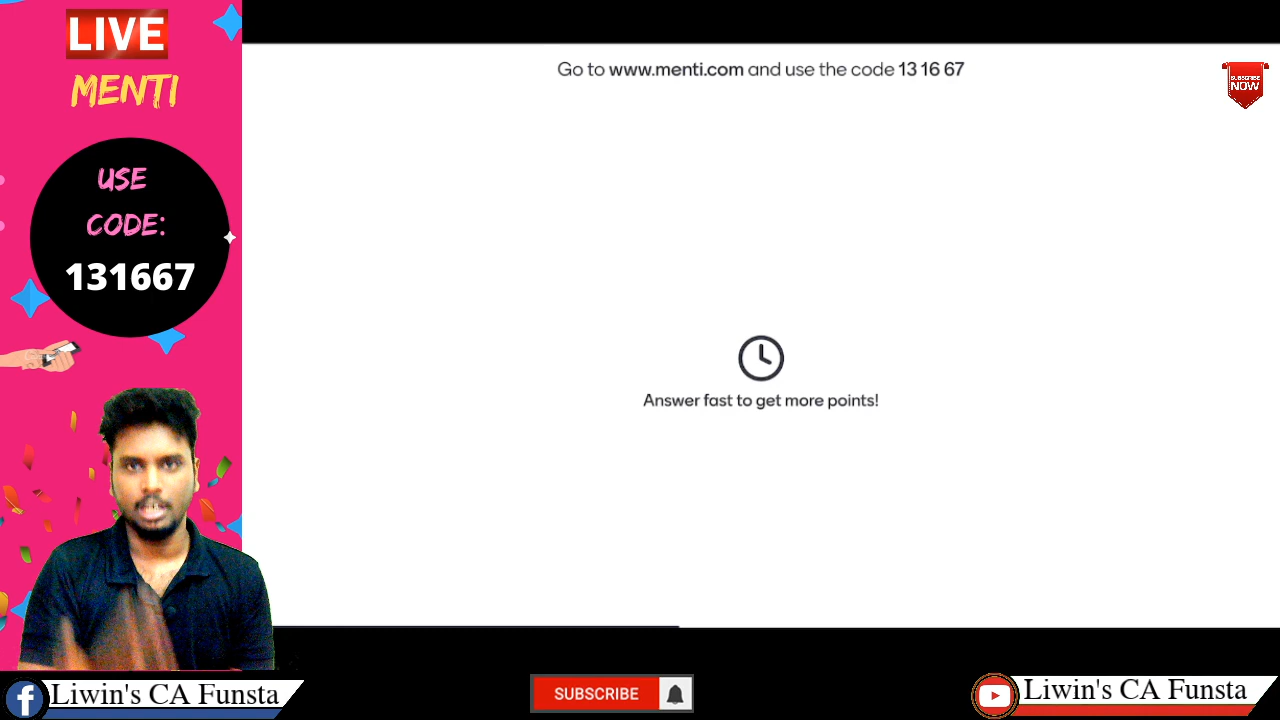 LIVE
MENTI
USE
CODE:
131667
Go to www.menti.com and use the code 13 16 67
SUBSCRIBE
NOW
Answer fast to get more points!
Liwin's CA Funsta
SUBSCRIBE
Liwin's CA Funsta